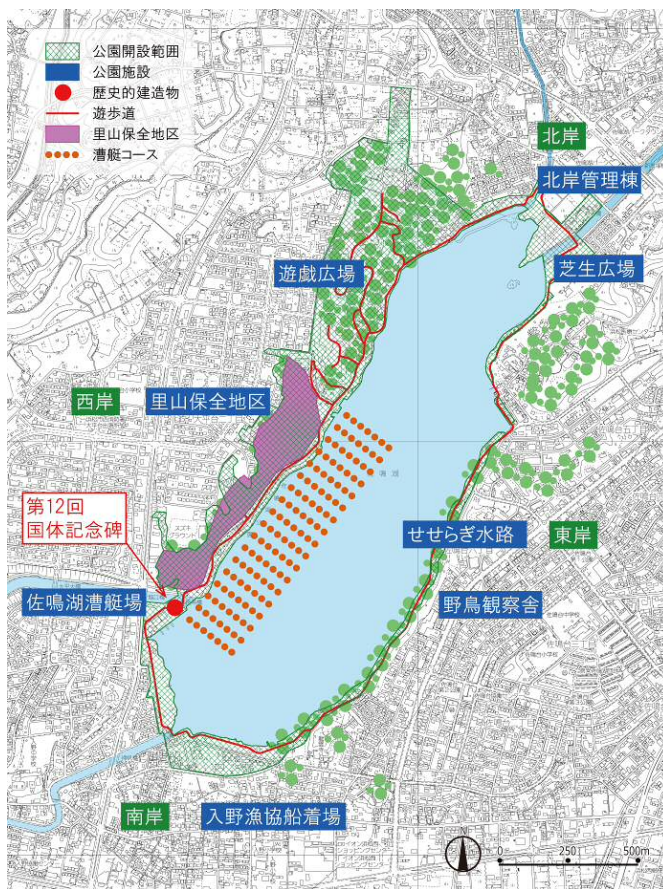 公園開設範囲
公園施設
歴史的建造物
遊歩道
里山保全地区
漕艇コース
北岸
北岸管理棟
遊戯広場
芝生広場
西岸
里山保全地区
第12回
国体記念碑
せせらぎ水路
東岸
佐鳴湖漕艇場
野鳥観察舎
南岸
入野漁協船着場
0 250 500m